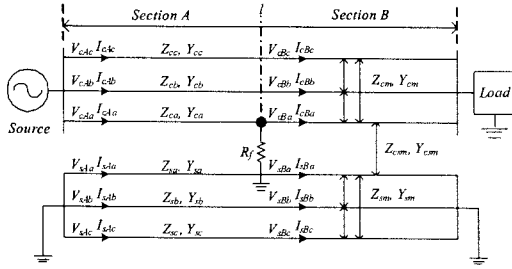 Section A
Section B
V_cAc I_cAc Z_cc, Y_cc V_cBc I_cBc
V_cAb I_cAb Z_cb, Y_cb V_cBb I_cBb Z_cm, Y_cm Load
Source V_cAa I_cAa Z_ca, Y_ca V_cBa I_cBa
R_f Z_csm, Y_csm
V_sAa I_sAa Z_sa, Y_sa V_sBa I_sBa
V_sAb I_sAb Z_sb, Y_sb V_sBb I_sBb Z_sm, Y_sm
V_sAc I_sAc Z_sc, Y_sc V_sBc I_sBc